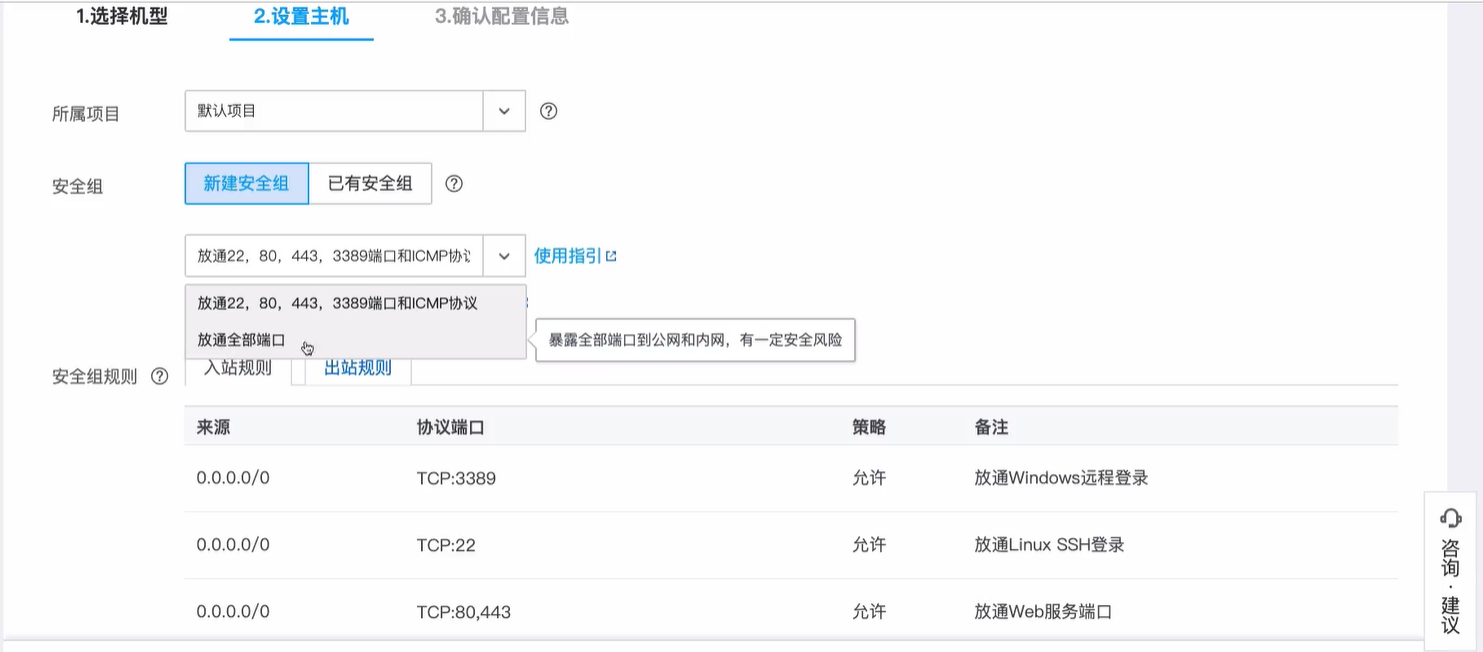 1.选择机型 2.设置主机 3.确认配置信息
所属项目 默认项目
安全组 新建安全组 已有安全组
放通22，80，443，3389端口和ICMP协议 使用指引
放通22，80，443，3389端口和ICMP协议
放通全部端口 暴露全部端口到公网和内网，有一定安全风险
安全组规则 入站规则 出站规则
来源 协议端口 策略 备注
0.0.0.0/0 TCP:3389 允许 放通Windows远程登录
0.0.0.0/0 TCP:22 允许 放通Linux SSH登录
0.0.0.0/0 TCP:80,443 允许 放通Web服务端口
咨询·建议